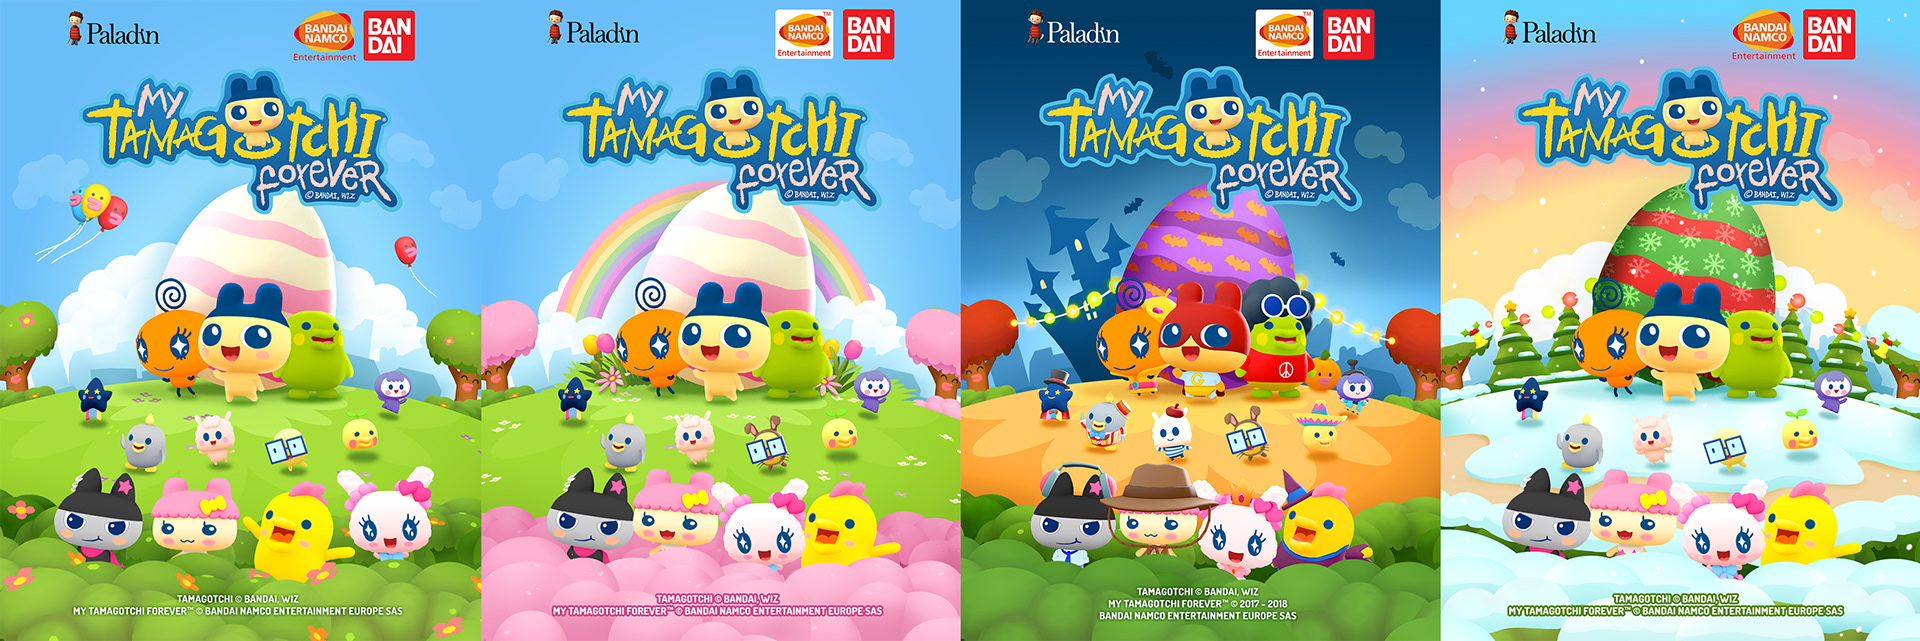 Paladin
BANDAI
NAMCO
Entertainment
BAN
DAI
My
TAMAGOTCHI
forever
© BANDAI, WIZ
TAMAGOTCHI © BANDAI, WIZ
MY TAMAGOTCHI FOREVER™ © BANDAI NAMCO ENTERTAINMENT EUROPE SAS
Paladin
BANDAI
NAMCO
TM
Entertainment
BAN
DAI
My
TAMAGOTCHI
forever
© BANDAI, WIZ
TAMAGOTCHI © BANDAI, WIZ
MY TAMAGOTCHI FOREVER™ © BANDAI NAMCO ENTERTAINMENT EUROPE SAS
Paladin
BANDAI
NAMCO
TM
Entertainment
BAN
DAI
My
TAMAGOTCHI
forever
© BANDAI, WIZ
TAMAGOTCHI © BANDAI, WIZ
MY TAMAGOTCHI FOREVER™ © 2017 - 2018
BANDAI NAMCO ENTERTAINMENT EUROPE SAS
Paladin
BANDAI
NAMCO
Entertainment
BAN
DAI
My
TAMAGOTCHI
forever
© BANDAI, WIZ
TAMAGOTCHI © BANDAI, WIZ
MY TAMAGOTCHI FOREVER™ © BANDAI NAMCO ENTERTAINMENT EUROPE SAS